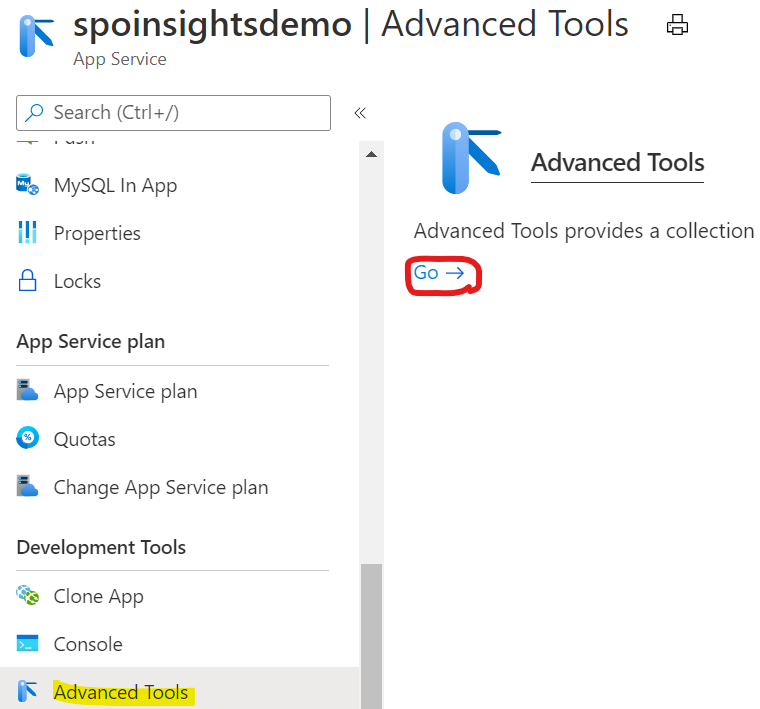 spoinsightsdemo | Advanced Tools
App Service
Search (Ctrl+/)
«
MySQL In App
Properties
Locks
App Service plan
App Service plan
Quotas
Change App Service plan
Development Tools
Clone App
Console
Advanced Tools
Advanced Tools
Advanced Tools provides a collection
Go →